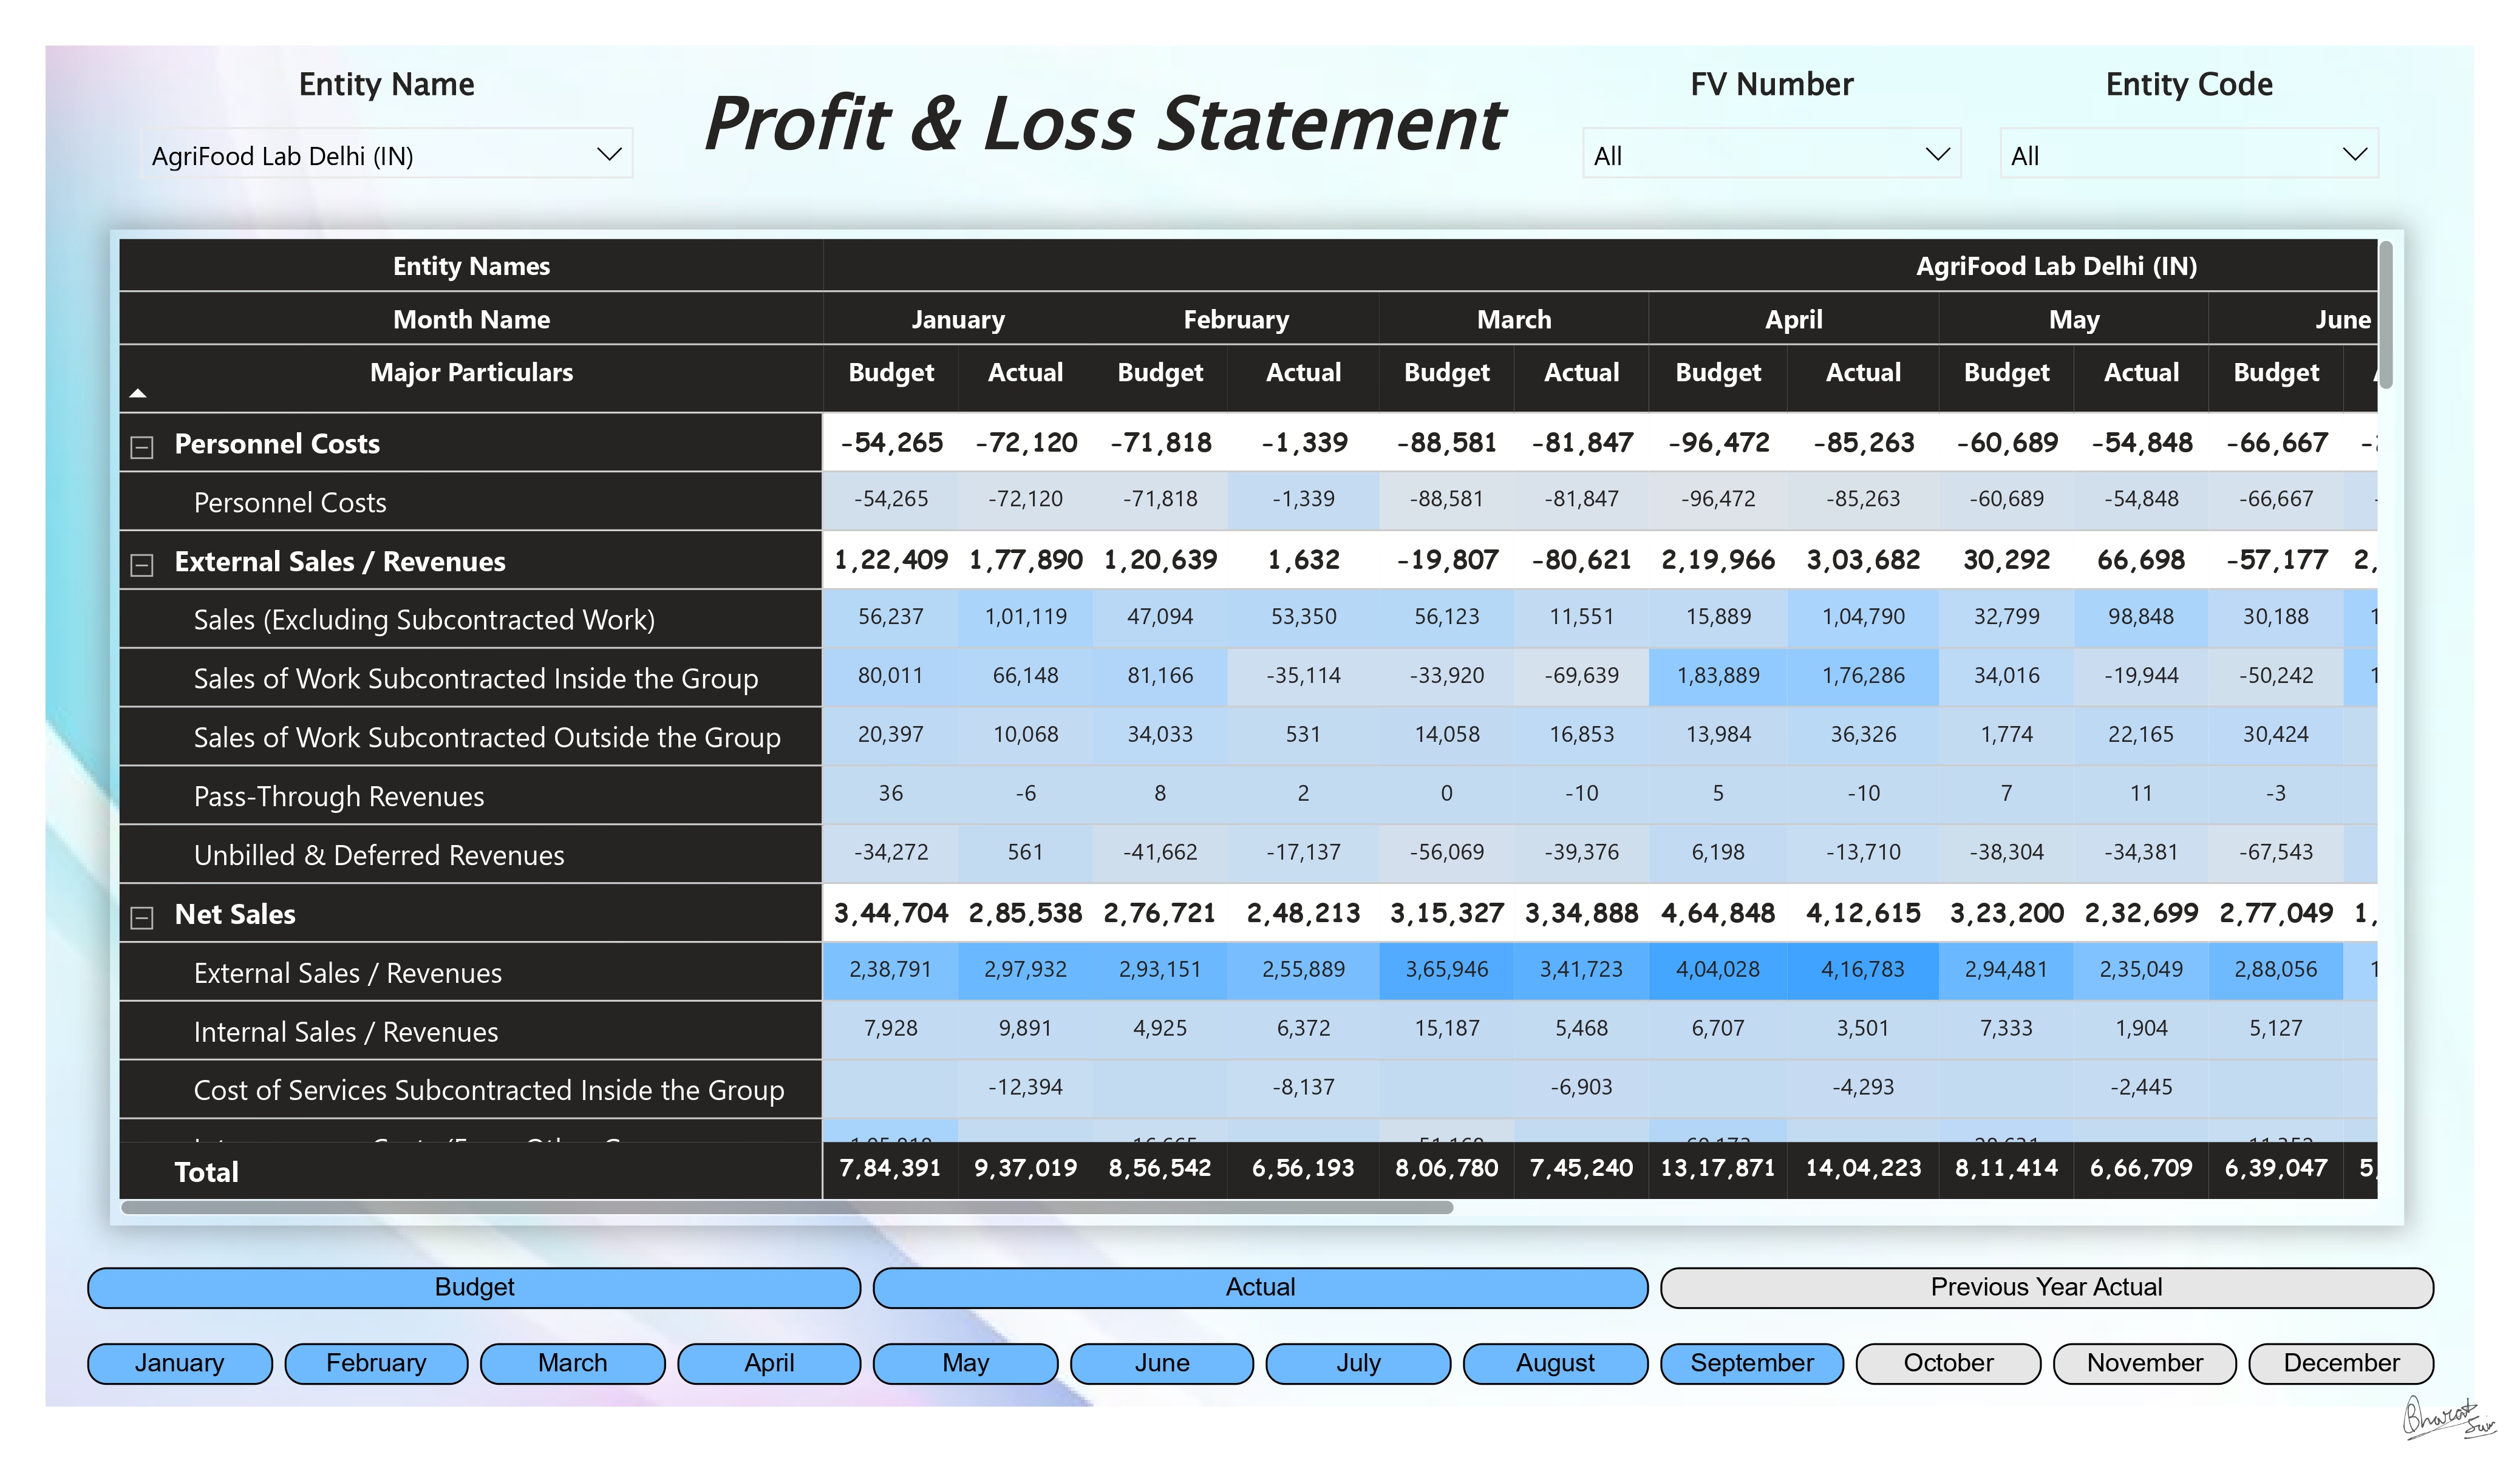 Entity Name
Profit & Loss Statement
FV Number
Entity Code
AgriFood Lab Delhi (IN)
All
All
Entity Names AgriFood Lab Delhi (IN)
Month Name January February March April May June
Major Particulars Budget Actual Budget Actual Budget Actual Budget Actual Budget Actual Budget
Personnel Costs -54,265 -72,120 -71,818 -1,339 -88,581 -81,847 -96,472 -85,263 -60,689 -54,848 -66,667
Personnel Costs -54,265 -72,120 -71,818 -1,339 -88,581 -81,847 -96,472 -85,263 -60,689 -54,848 -66,667
External Sales / Revenues 1,22,409 1,77,890 1,20,639 1,632 -19,807 -80,621 2,19,966 3,03,682 30,292 66,698 -57,177 2,
Sales (Excluding Subcontracted Work) 56,237 1,01,119 47,094 53,350 56,123 11,551 15,889 1,04,790 32,799 98,848 30,188 1
Sales of Work Subcontracted Inside the Group 80,011 66,148 81,166 -35,114 -33,920 -69,639 1,83,889 1,76,286 34,016 -19,944 -50,242 1
Sales of Work Subcontracted Outside the Group 20,397 10,068 34,033 531 14,058 16,853 13,984 36,326 1,774 22,165 30,424
Pass-Through Revenues 36 -6 8 2 0 -10 5 -10 7 11 -3
Unbilled & Deferred Revenues -34,272 561 -41,662 -17,137 -56,069 -39,376 6,198 -13,710 -38,304 -34,381 -67,543
Net Sales 3,44,704 2,85,538 2,76,721 2,48,213 3,15,327 3,34,888 4,64,848 4,12,615 3,23,200 2,32,699 2,77,049 1,
External Sales / Revenues 2,38,791 2,97,932 2,93,151 2,55,889 3,65,946 3,41,723 4,04,028 4,16,783 2,94,481 2,35,049 2,88,056 1
Internal Sales / Revenues 7,928 9,891 4,925 6,372 15,187 5,468 6,707 3,501 7,333 1,904 5,127
Cost of Services Subcontracted Inside the Group -12,394 -8,137 -6,903 -4,293 -2,445
Total 7,84,391 9,37,019 8,56,542 6,56,193 8,06,780 7,45,240 13,17,871 14,04,223 8,11,414 6,66,709 6,39,047 5,
Budget Actual Previous Year Actual
January February March April May June July August September October November December
Bharat